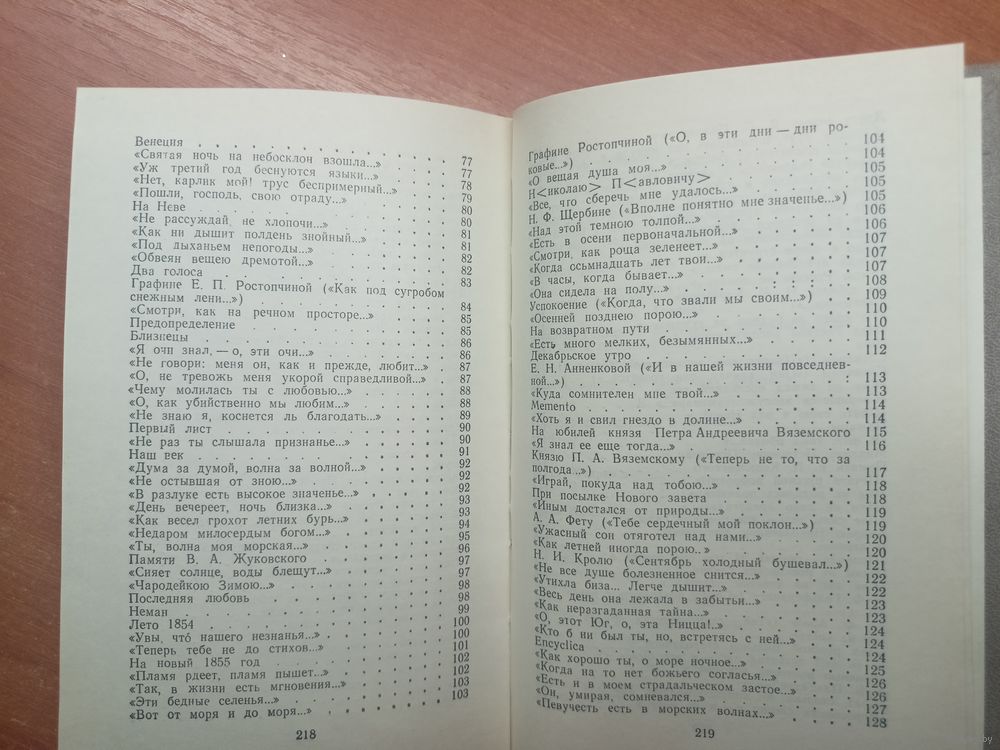 Венеция . . . . . . . . . . 77
«Святая ночь на небосклон взошла...» . . . 77
«Уж третий год беснуются языки...» . . . 78
«Нет, карлик мой! трус беспримерный...» . . . 79
«Пошли, господь, свою отраду...» . . . 80
На Неве . . . . . . . . . . 80
«Не рассуждай, не хлопочи...» . . . . . 81
«Как ни дышит полдень знойный...» . . . 81
«Под дыханьем непогоды...» . . . . . 82
«Обвеян вещею дремотой...» . . . . . 82
Два голоса . . . . . . . . . 83
Графине Е. П. Ростопчиной («Как под сугробом
снежным лени...») . . . . . . . 84
«Смотри, как на речном просторе...» . . . 85
Предопределение . . . . . . . . 85
Близнецы . . . . . . . . . 86
«Я очи знал, — о, эти очи...» . . . . . 86
«Не говори: меня он, как и прежде, любит...» . 87
«О, не тревожь меня укорой справедливой...» . 87
«Чему молилась ты с любовью...» . . . . 88
«О, как убийственно мы любим...» . . . . 88
«Не знаю я, коснется ль благодать...» . . . 89
Первый лист . . . . . . . . . 90
«Не раз ты слышала признанье...» . . . . 90
Наш век . . . . . . . . . . 91
«Дума за думой, волна за волной...» . . . 92
«Не остывшая от зною...» . . . . . . 92
«В разлуке есть высокое значенье...» . . . 92
«День вечереет, ночь близка...» . . . . 93
«Как весел грохот летних бурь...» . . . . 93
«Недаром милосердым богом...» . . . . 94
«Ты, волна моя морская...» . . . . . 95
Памяти В. А. Жуковского . . . . . . 96
«Сияет солнце, воды блещут...» . . . . 97
«Чародейкою Зимою...» . . . . . . 97
Последняя любовь . . . . . . . 98
Неман . . . . . . . . . . 98
Лето 1854 . . . . . . . . . 99
«Увы, что́ нашего незнанья...» . . . . . 100
«Теперь тебе не до стихов...» . . . . . 100
На новый 1855 год . . . . . . . 101
«Пламя рдеет, пламя пышет...» . . . . . 102
«Так, в жизни есть мгновения...» . . . . 102
«Эти бедные селенья...» . . . . . . 103
«Вот от моря и до моря...» . . . . . 103
218
Графине Ростопчиной («О, в эти дни — дни ро-
ковые...») . . . . . . . . . 104
«О вещая душа моя...» . . . . . . 104
Н<иколаю> П<авловичу> . . . . . . 105
«Все, что сберечь мне удалось...» . . . . 105
Н. Ф. Щербине («Вполне понятно мне значенье...») 105
«Над этой темною толпой...» . . . . . 106
«Есть в осени первоначальной...» . . . . 106
«Смотри, как роща зеленеет...» . . . . 107
«Когда осьмнадцать лет твои...» . . . . 107
«В часы, когда бывает...» . . . . . 107
«Она сидела на полу...» . . . . . . 108
Успокоение («Когда, что звали мы своим...») . . 109
«Осенней позднею порою...» . . . . . 110
На возвратном пути . . . . . . . 110
«Есть много мелких, безымянных...» . . . 111
Декабрьское утро . . . . . . . . 112
Е. Н. Анненковой («И в нашей жизни повседнев-
ной...») . . . . . . . . . 113
«Куда сомнителен мне твой...» . . . . . 113
Memento . . . . . . . . . . 114
«Хоть я и свил гнездо в долине...» . . . . 114
На юбилей князя Петра Андреевича Вяземского 115
«Я знал ее еще тогда...» . . . . . . 116
Князю П. А. Вяземскому («Теперь не то, что за
полгода...») . . . . . . . . 117
«Играй, покуда над тобою...» . . . . . 118
При посылке Нового завета . . . . . 118
«Иным достался от природы...» . . . . . 119
А. А. Фету («Тебе сердечный мой поклон...») . . 119
«Ужасный сон отяготел над нами...» . . . 120
«Как летней иногда порою..» . . . . . 120
Н. И. Кролю («Сентябрь холодный бушевал...») . 121
«Не все душе болезненное снится...» . . . 122
«Утихла биза... Легче дышит...» . . . . 122
«Весь день она лежала в забытьи...» . . . 123
«Как неразгаданная тайна...» . . . . . 123
«О, этот Юг, о, эта Ницца!..» . . . . . 124
«Кто б ни был ты, но, встретясь с ней...» . . . 124
Encyclica . . . . . . . . . 124
«Как хорошо ты, о море ночное...» . . . . 125
«Когда на то нет божьего согласья...» . . . 126
«Есть и в моем страдальческом застое...» . . 126
«Он, умирая, сомневался...» . . . . . 127
«Певучесть есть в морских волнах...» . . . 128
219